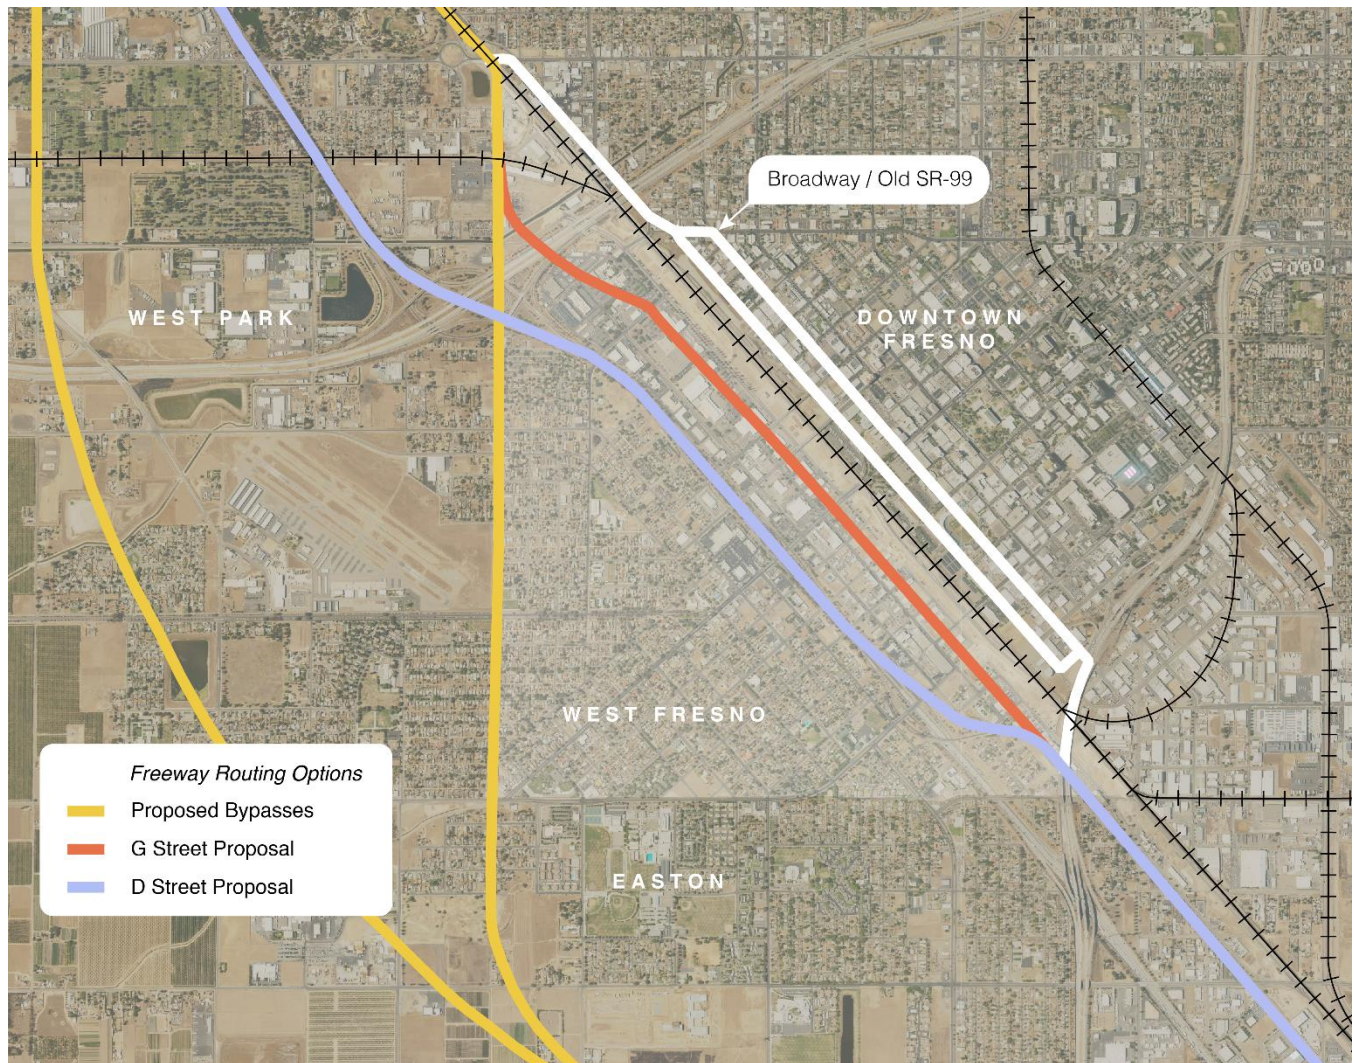 Broadway / Old SR-99
WEST PARK
DOWNTOWN
FRESNO
WEST FRESNO
EASTON
Freeway Routing Options
Proposed Bypasses
G Street Proposal
D Street Proposal